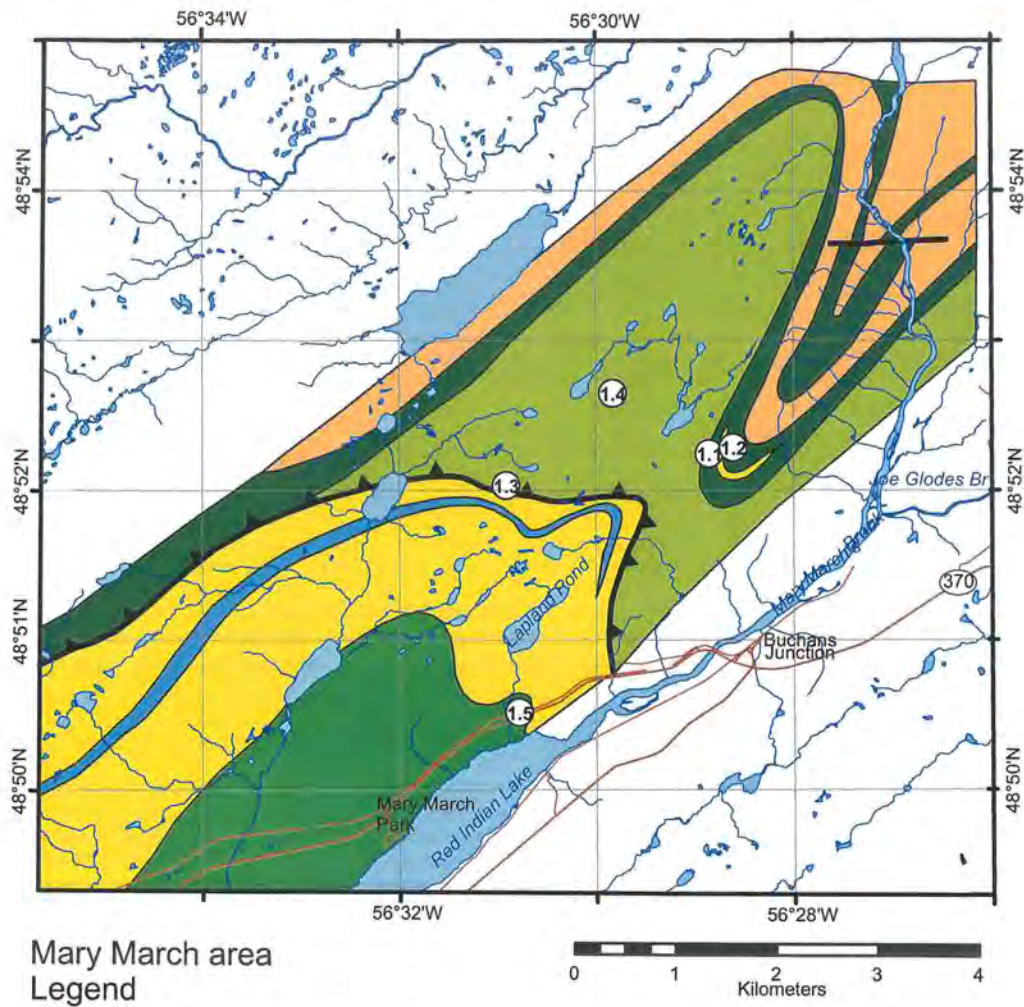 56°34'W
56°30'W
48°54'N
48°54'N
1.4
1.1
1.2
48°52'N
1.3
oe Glodes Br
48°52'N
Mary March Brook
370
Lapland Pond
48°51'N
Buchans
Junction
48°51'N
1.5
48°50'N
Mary March
Park
Red Indian Lake
48°50'N
56°32'W
56°28'W
Mary March area
Legend
0 1 2 3 4
Kilometers